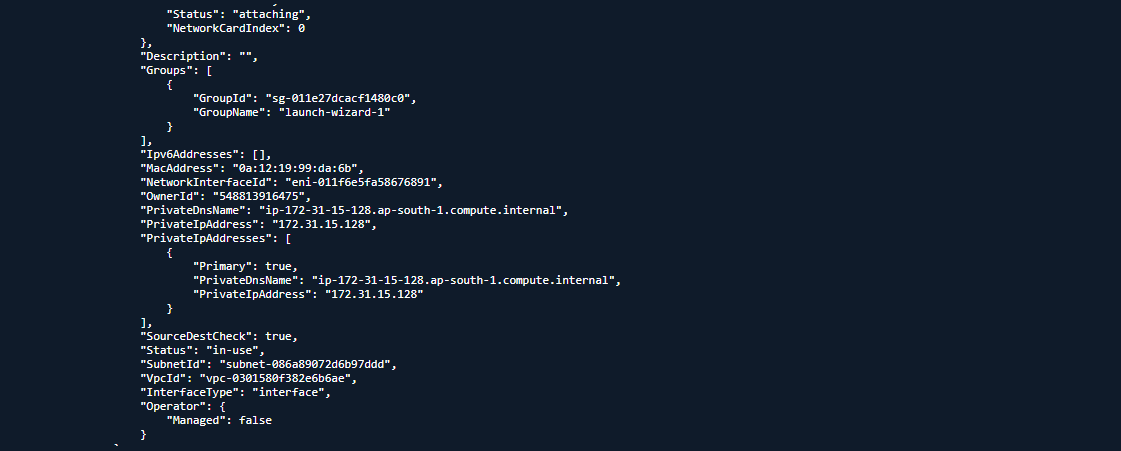 "Status": "attaching",
"NetworkCardIndex": 0
},
"Description": "",
"Groups": [
{
"GroupId": "sg-011e27dcacf1480c0",
"GroupName": "launch-wizard-1"
}
],
"Ipv6Addresses": [],
"MacAddress": "0a:12:19:99:da:6b",
"NetworkInterfaceId": "eni-011f6e5fa58676891",
"OwnerId": "548813916475",
"PrivateDnsName": "ip-172-31-15-128.ap-south-1.compute.internal",
"PrivateIpAddress": "172.31.15.128",
"PrivateIpAddresses": [
{
"Primary": true,
"PrivateDnsName": "ip-172-31-15-128.ap-south-1.compute.internal",
"PrivateIpAddress": "172.31.15.128"
}
],
"SourceDestCheck": true,
"Status": "in-use",
"SubnetId": "subnet-086a89072d6b97ddd",
"VpcId": "vpc-0301580f382e6b6ae",
"InterfaceType": "interface",
"Operator": {
"Managed": false
}